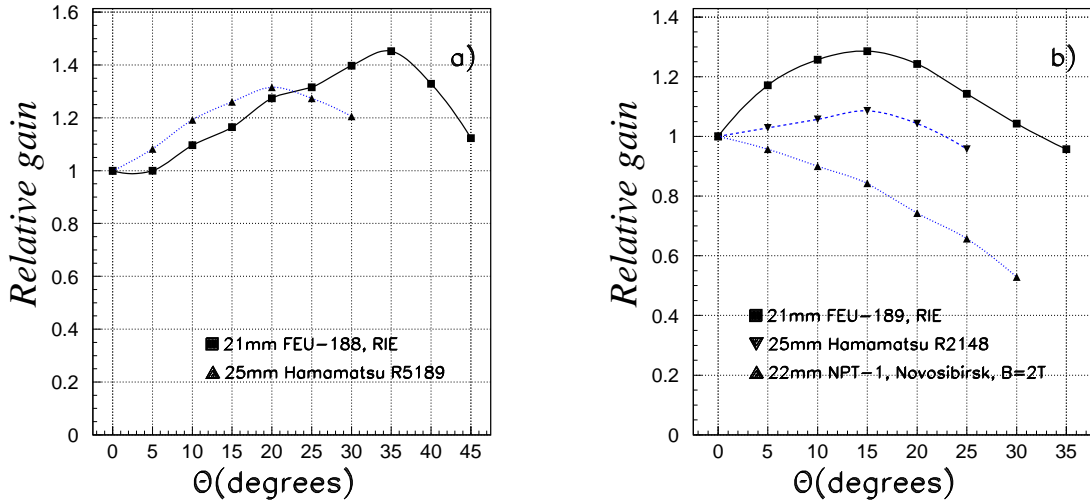 Relative gain
1.6
1.4
1.2
1
0.8
0.6
0.4
0.2
0
a)
21mm FEU-188, RIE
25mm Hamamatsu R5189
0 5 10 15 20 25 30 35 40 45
Θ(degrees)
Relative gain
1.4
1.2
1
0.8
0.6
0.4
0.2
0
b)
21mm FEU-189, RIE
25mm Hamamatsu R2148
22mm NPT-1, Novosibirsk, B=2T
0 5 10 15 20 25 30 35
Θ(degrees)